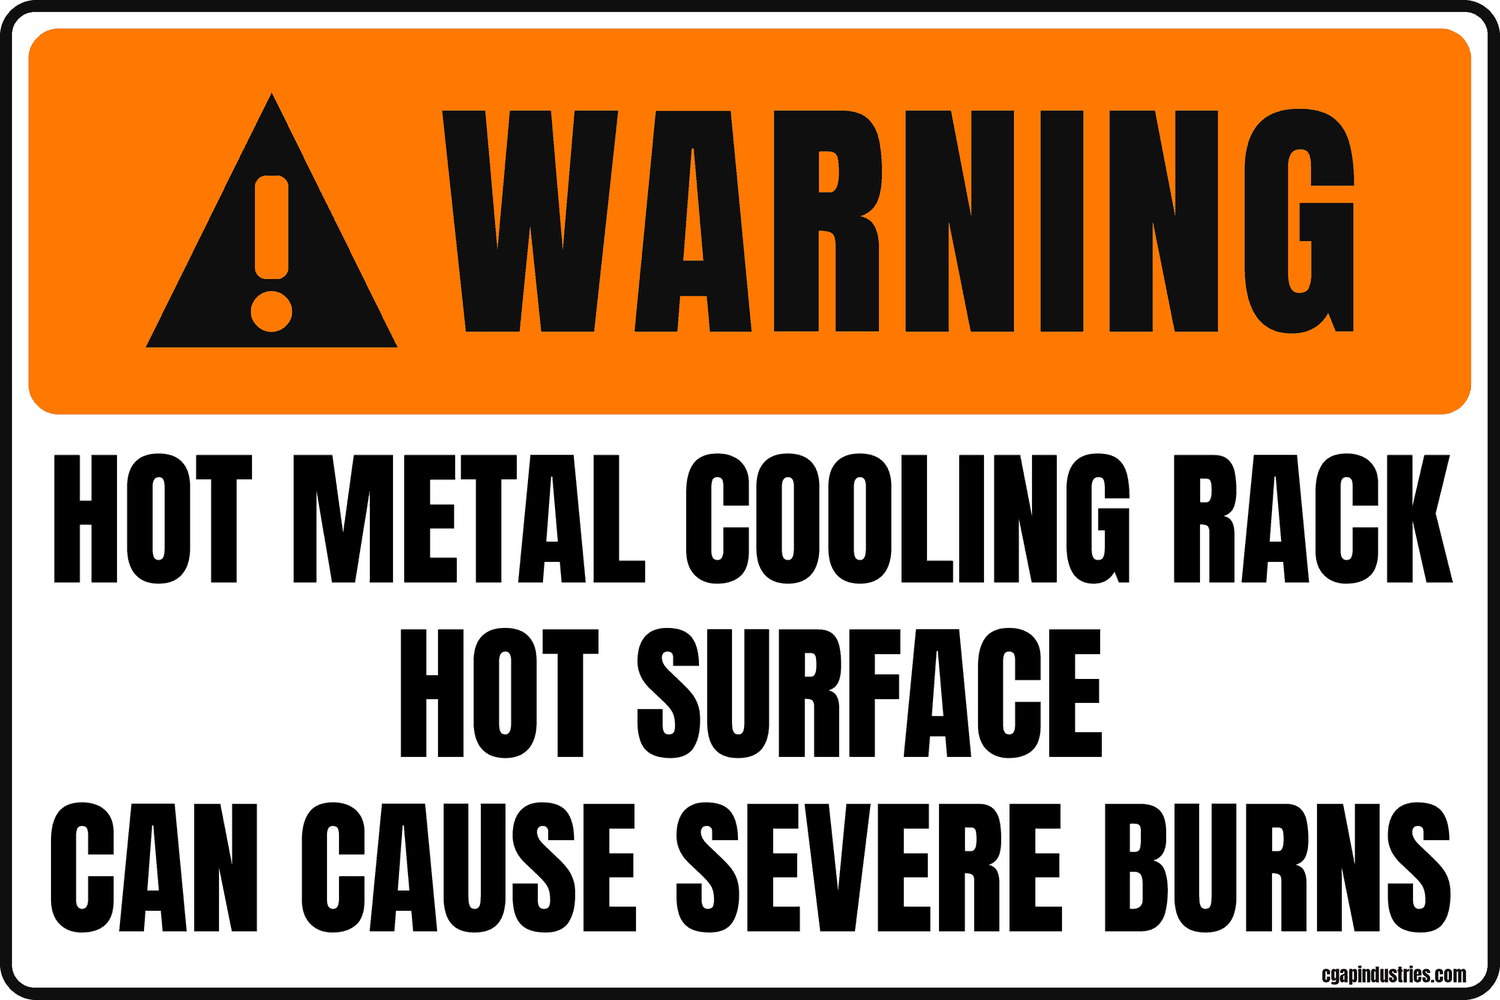 WARNING
HOT METAL COOLING RACK
HOT SURFACE
CAN CAUSE SEVERE BURNS
cgapindustries.com